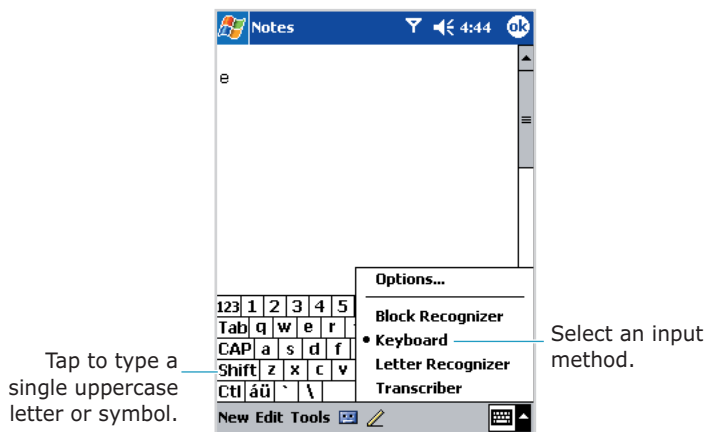 Notes 4:44 ok
e
Options...
Block Recognizer
Keyboard
Letter Recognizer
Transcriber
123 1 2 3 4 5
Tab q w e r
CAP a s d f
Shift z x c v
Ctl áü ` \
New Edit Tools
Tap to type a
single uppercase
letter or symbol.
Select an input
method.